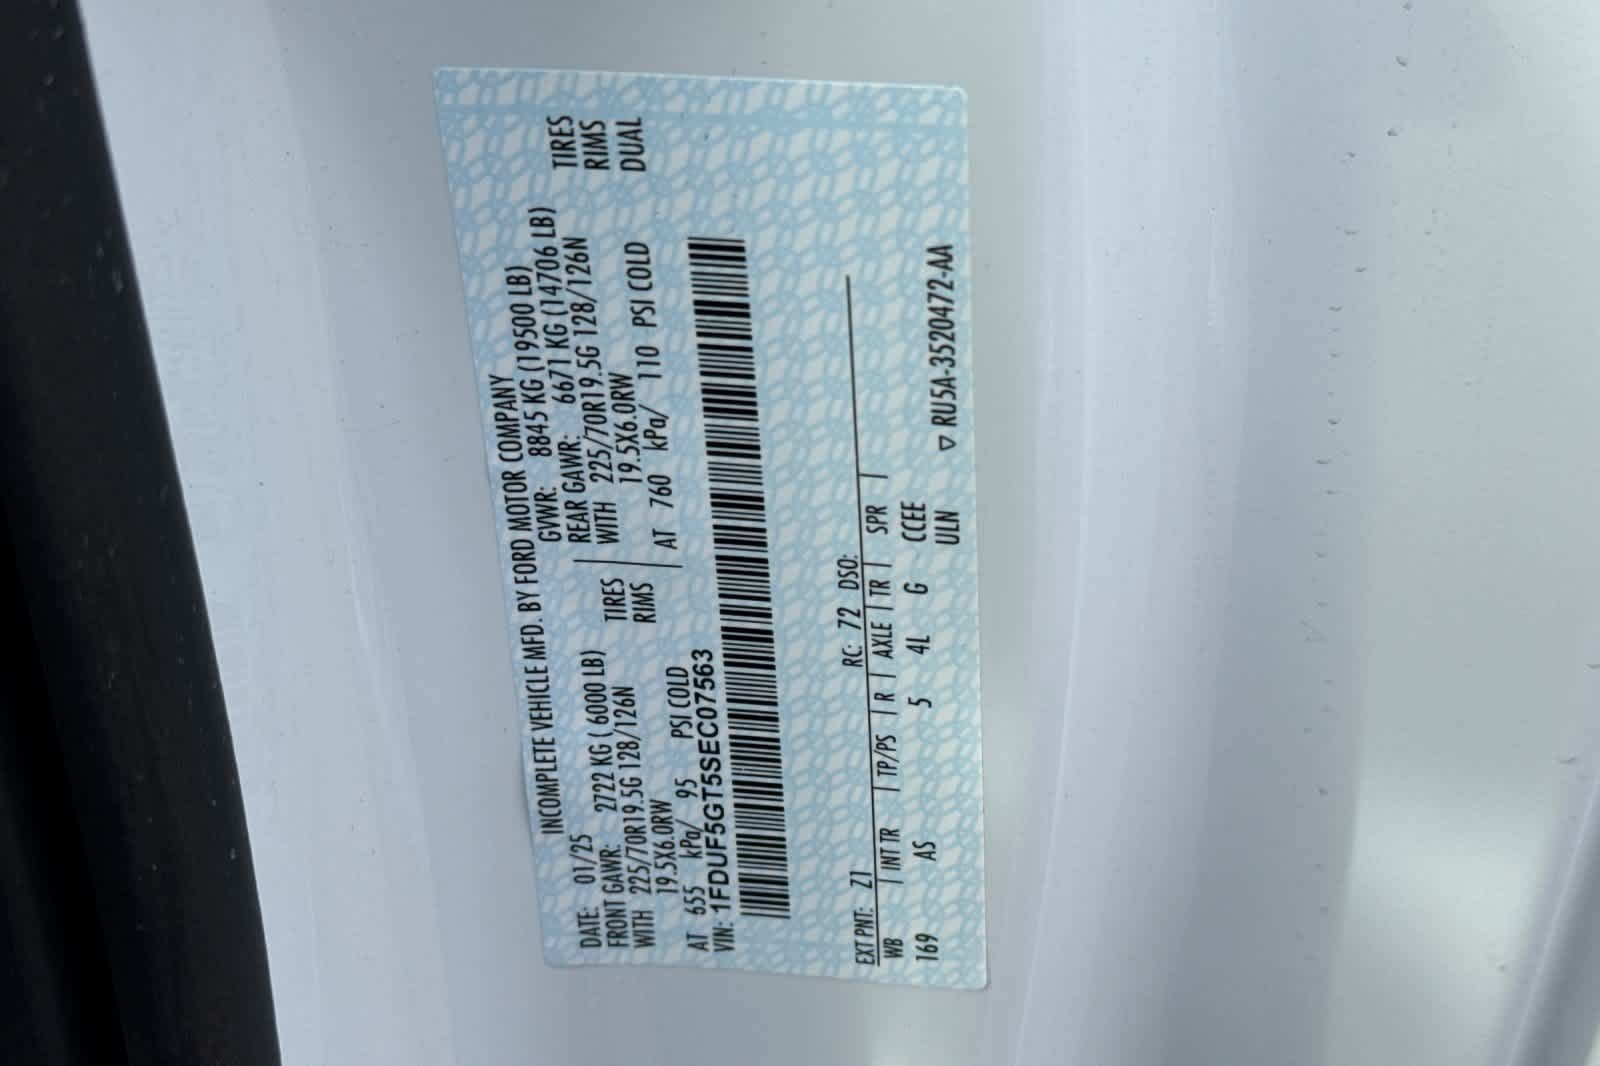 INCOMPLETE VEHICLE MFD. BY FORD MOTOR COMPANY
DATE: 01/25 GVWR: 8845 KG (19500 LB)
FRONT GAWR: 2722 KG ( 6000 LB) REAR GAWR: 6671 KG (14706 LB)
WITH 225/70R19.5G 128/126N TIRES WITH 225/70R19.5G 128/126N TIRES
19.5X6.0RW RIMS 19.5X6.0RW RIMS
AT 655 kPa/ 95 PSI COLD AT 760 kPa/ 110 PSI COLD DUAL
VIN: 1FDUF5GT5SEC07563
EXT PNT: Z1 RC: 72 DSO:
WB | INT TR | TP/PS | R | AXLE | TR | SPR |
169 AS 5 4L G CCEE
ULN ▽ RU5A-3520472-AA